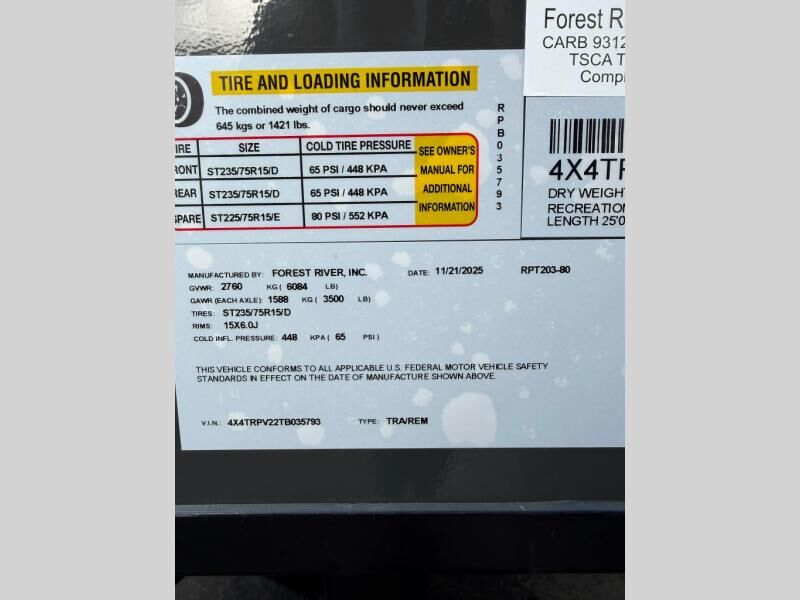 Forest R
CARB 9312
TSCA T
Compl
TIRE AND LOADING INFORMATION
The combined weight of cargo should never exceed
645 kgs or 1421 lbs.
IRE SIZE COLD TIRE PRESSURE
RONT ST235/75R15/D 65 PSI / 448 KPA
REAR ST235/75R15/D 65 PSI / 448 KPA
SPARE ST225/75R15/E 80 PSI / 552 KPA
SEE OWNER'S
MANUAL FOR
ADDITIONAL
INFORMATION
RPB035793
4X4TR
DRY WEIGHT
RECREATION
LENGTH 25'0
MANUFACTURED BY: FOREST RIVER, INC. DATE: 11/21/2025 RPT203-80
GVWR: 2760 KG ( 6084 LB)
GAWR (EACH AXLE): 1588 KG ( 3500 LB)
TIRES: ST235/75R15/D
RIMS: 15X6.0J
COLD INFL. PRESSURE: 448 KPA ( 65 PSI )
THIS VEHICLE CONFORMS TO ALL APPLICABLE U.S. FEDERAL MOTOR VEHICLE SAFETY
STANDARDS IN EFFECT ON THE DATE OF MANUFACTURE SHOWN ABOVE.
V.I.N.: 4X4TRPV22TB035793 TYPE: TRA/REM